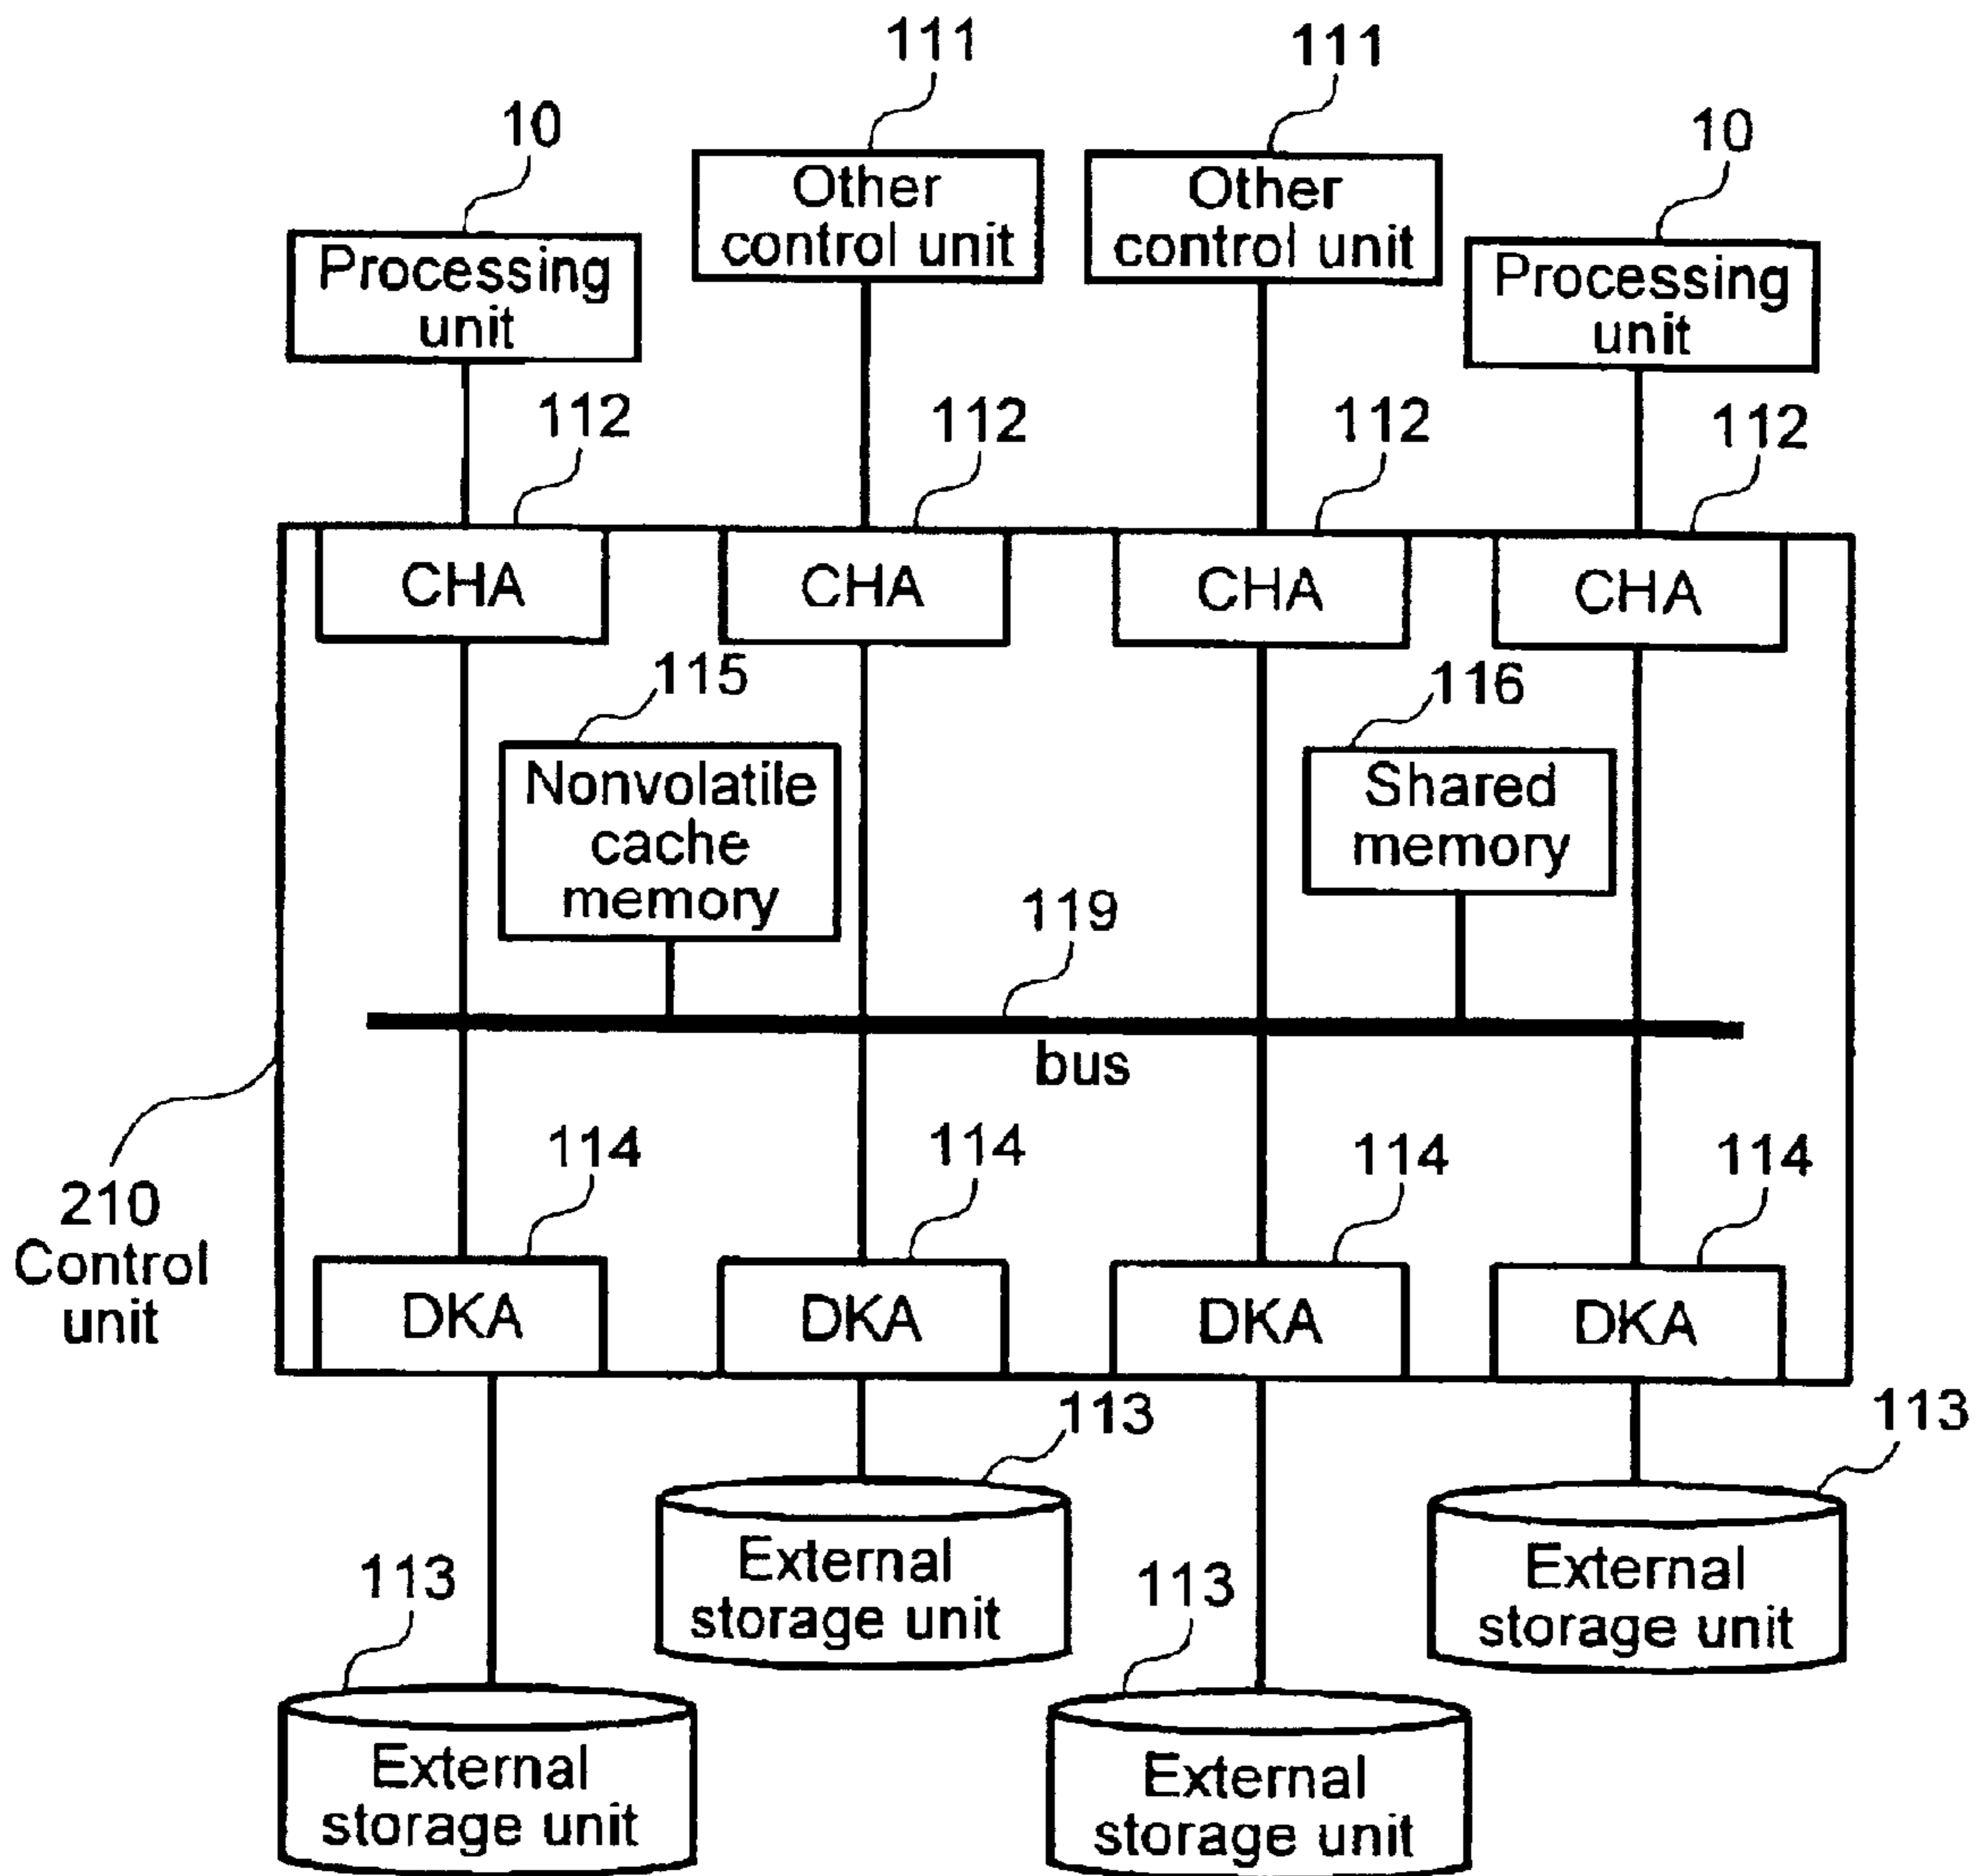 111
111
10
10
Other
control unit
Other
control unit
Processing
unit
Processing
unit
112
112
112
112
CHA
CHA
CHA
CHA
115
116
Nonvolatile
cache
memory
Shared
memory
119
bus
114
114
114
114
210
Control
unit
DKA
DKA
DKA
DKA
113
113
External
storage unit
External
storage unit
113
113
External
storage unit
External
storage unit